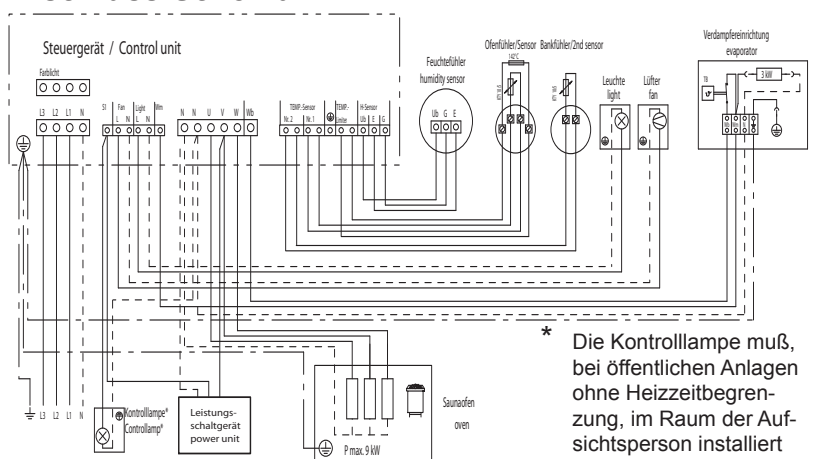 Steuergerät / Control unit
Farblicht
L3 L2 L1 N
S1 Fan Light Wm
L N L N
N N U V W Wb
TEMP.-Sensor
Nr. 2 Nr. 1
TEMP.-
Limiter
H-Sensor
Ub E G
Feuchtefühler
humidity sensor
Ub G E
Ofenfühler/Sensor
142°C
Bankfühler/2nd sensor
Leuchte
light
Lüfter
fan
Verdampfereinrichtung
evaporator
TB
3 kW
L3 L2 L1 N
Kontrolllampe*
Controlamp*
Leistungs-
schaltgerät
power unit
Saunaofen
oven
P max. 9 kW
* Die Kontrolllampe muß,
bei öffentlichen Anlagen
ohne Heizzeitbegren-
zung, im Raum der Auf-
sichtsperson installiert